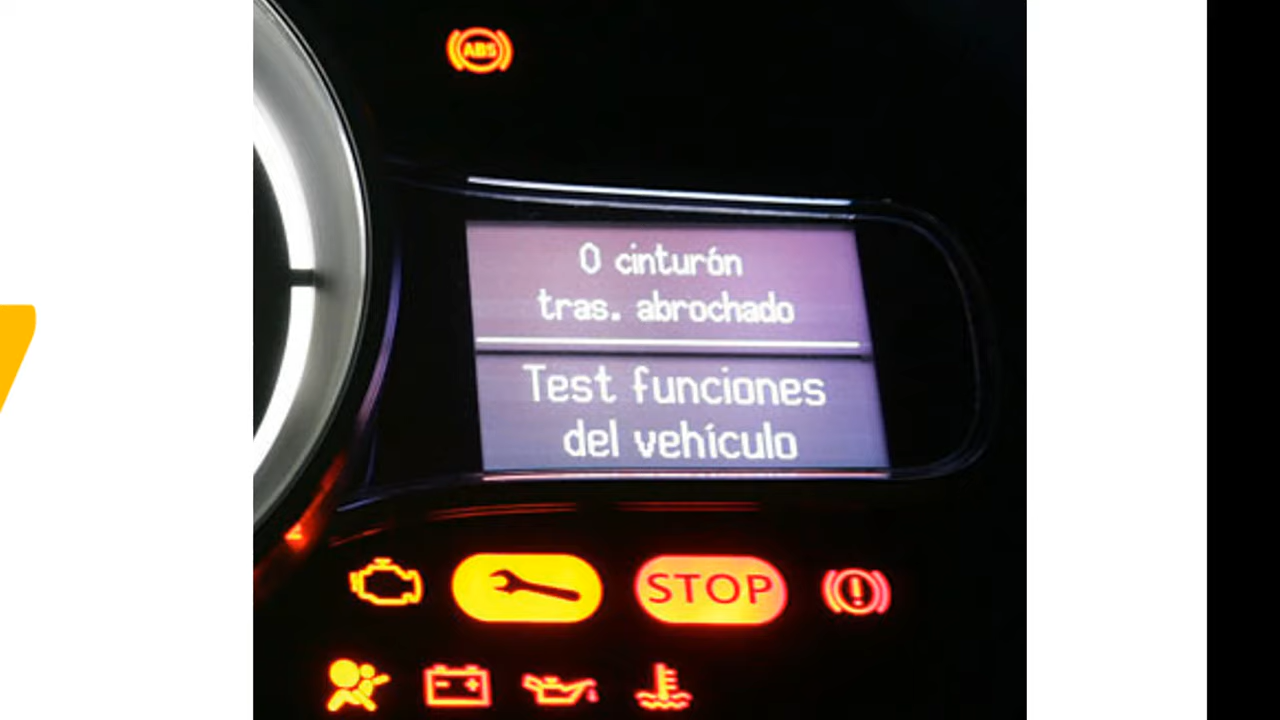 ABS
0 cinturón
tras. abrochado
Test funciones
del vehículo
STOP